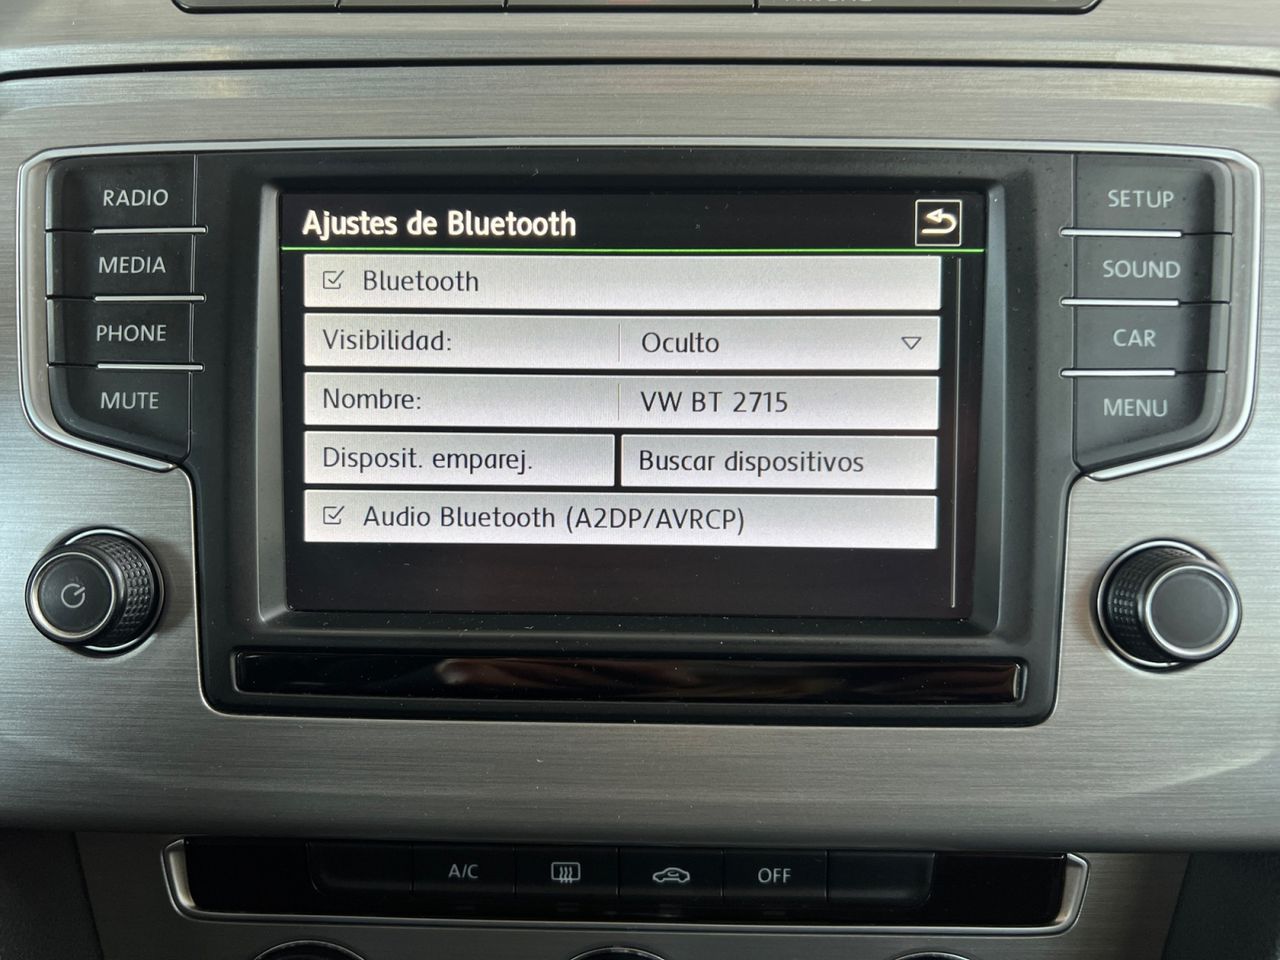 RADIO
MEDIA
PHONE
MUTE
Ajustes de Bluetooth
Bluetooth
Visibilidad: Oculto
Nombre: VW BT 2715
Disposit. emparej. Buscar dispositivos
Audio Bluetooth (A2DP/AVRCP)
SETUP
SOUND
CAR
MENU
A/C
OFF